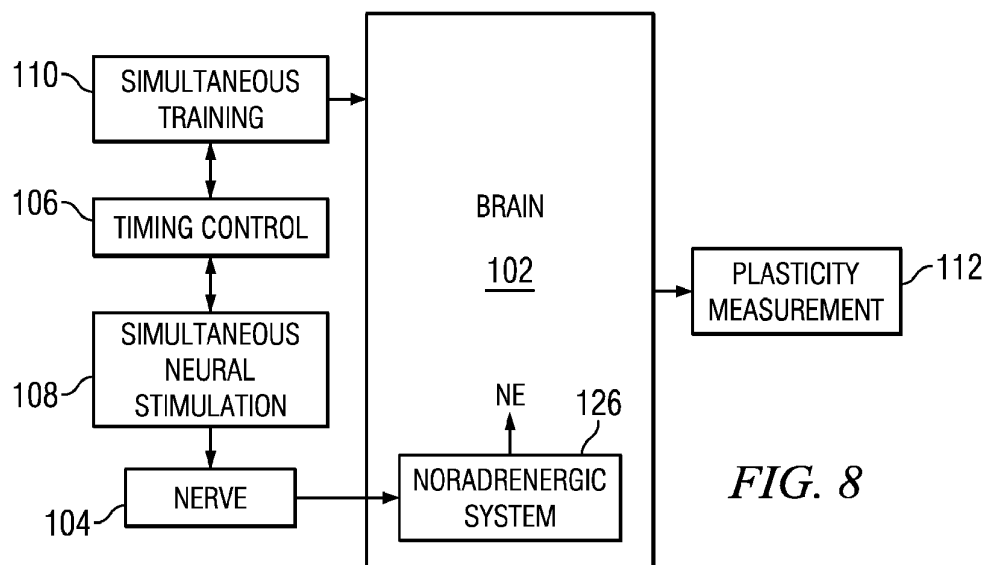 110
SIMULTANEOUS
TRAINING
106
TIMING CONTROL
108
SIMULTANEOUS
NEURAL
STIMULATION
104
NERVE
BRAIN
102
NE
126
NORADRENERGIC
SYSTEM
PLASTICITY
MEASUREMENT
112
FIG. 8